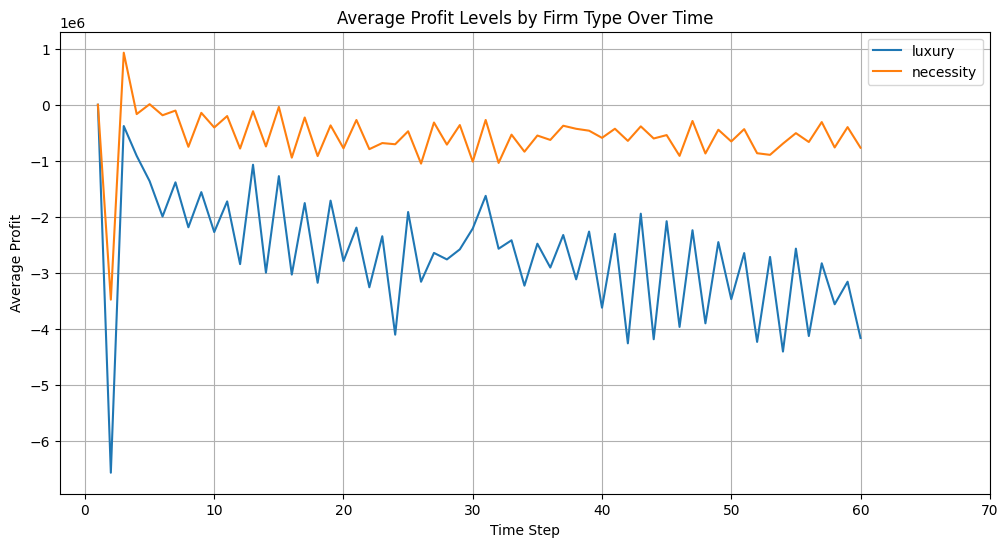 Average Profit Levels by Firm Type Over Time
1e6
luxury
necessity
1
0
−1
−2
−3
−4
−5
−6
Average Profit
0 10 20 30 40 50 60 70
Time Step